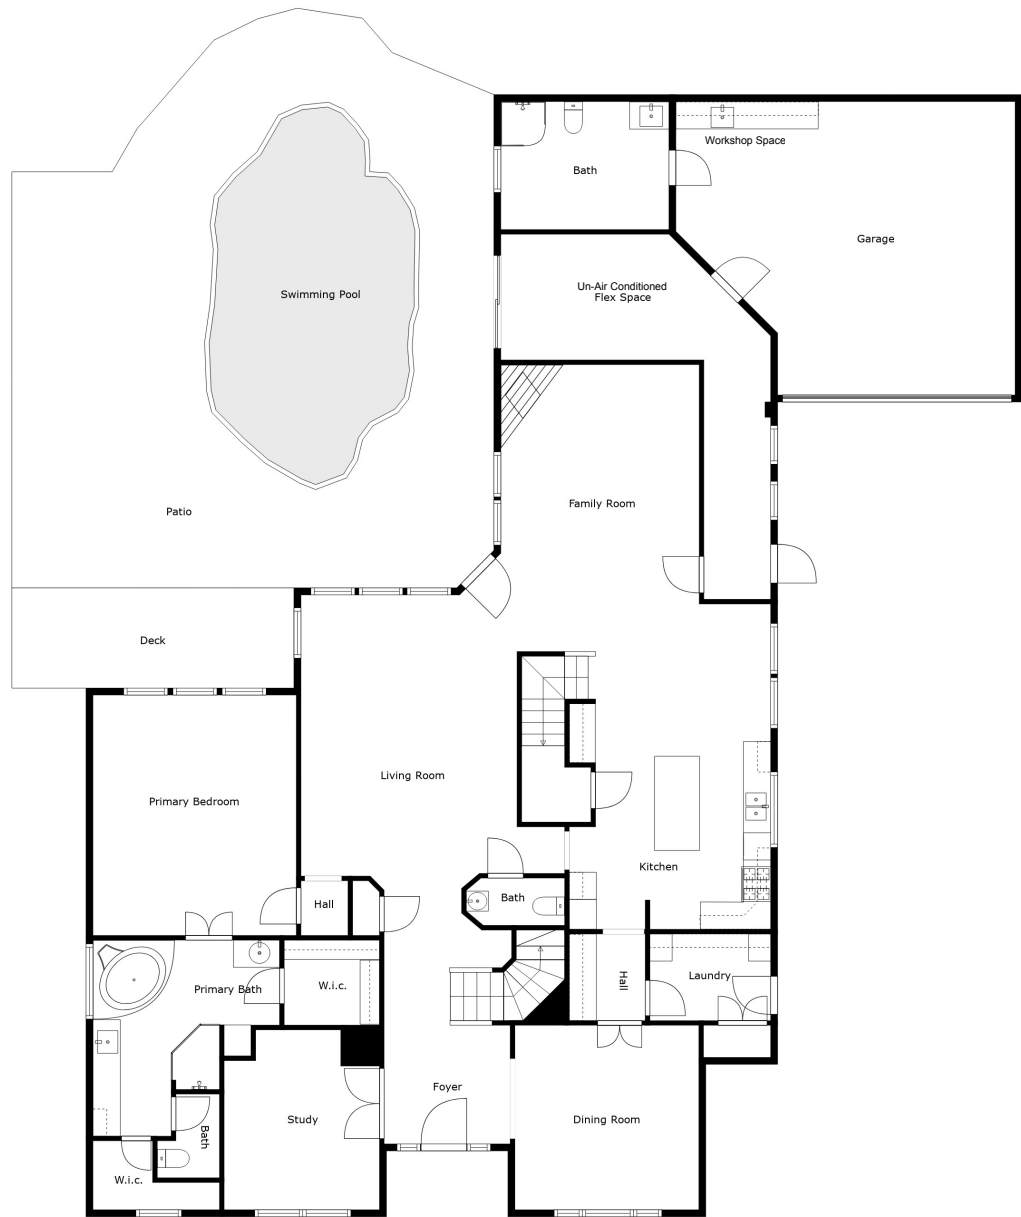 Workshop Space
Bath
Garage
Un-Air Conditioned
Flex Space
Swimming Pool
Family Room
Patio
Deck
Living Room
Primary Bedroom
Kitchen
Bath
Hall
Laundry
Hall
W.i.c.
Primary Bath
Foyer
Study
Dining Room
Bath
W.i.c.